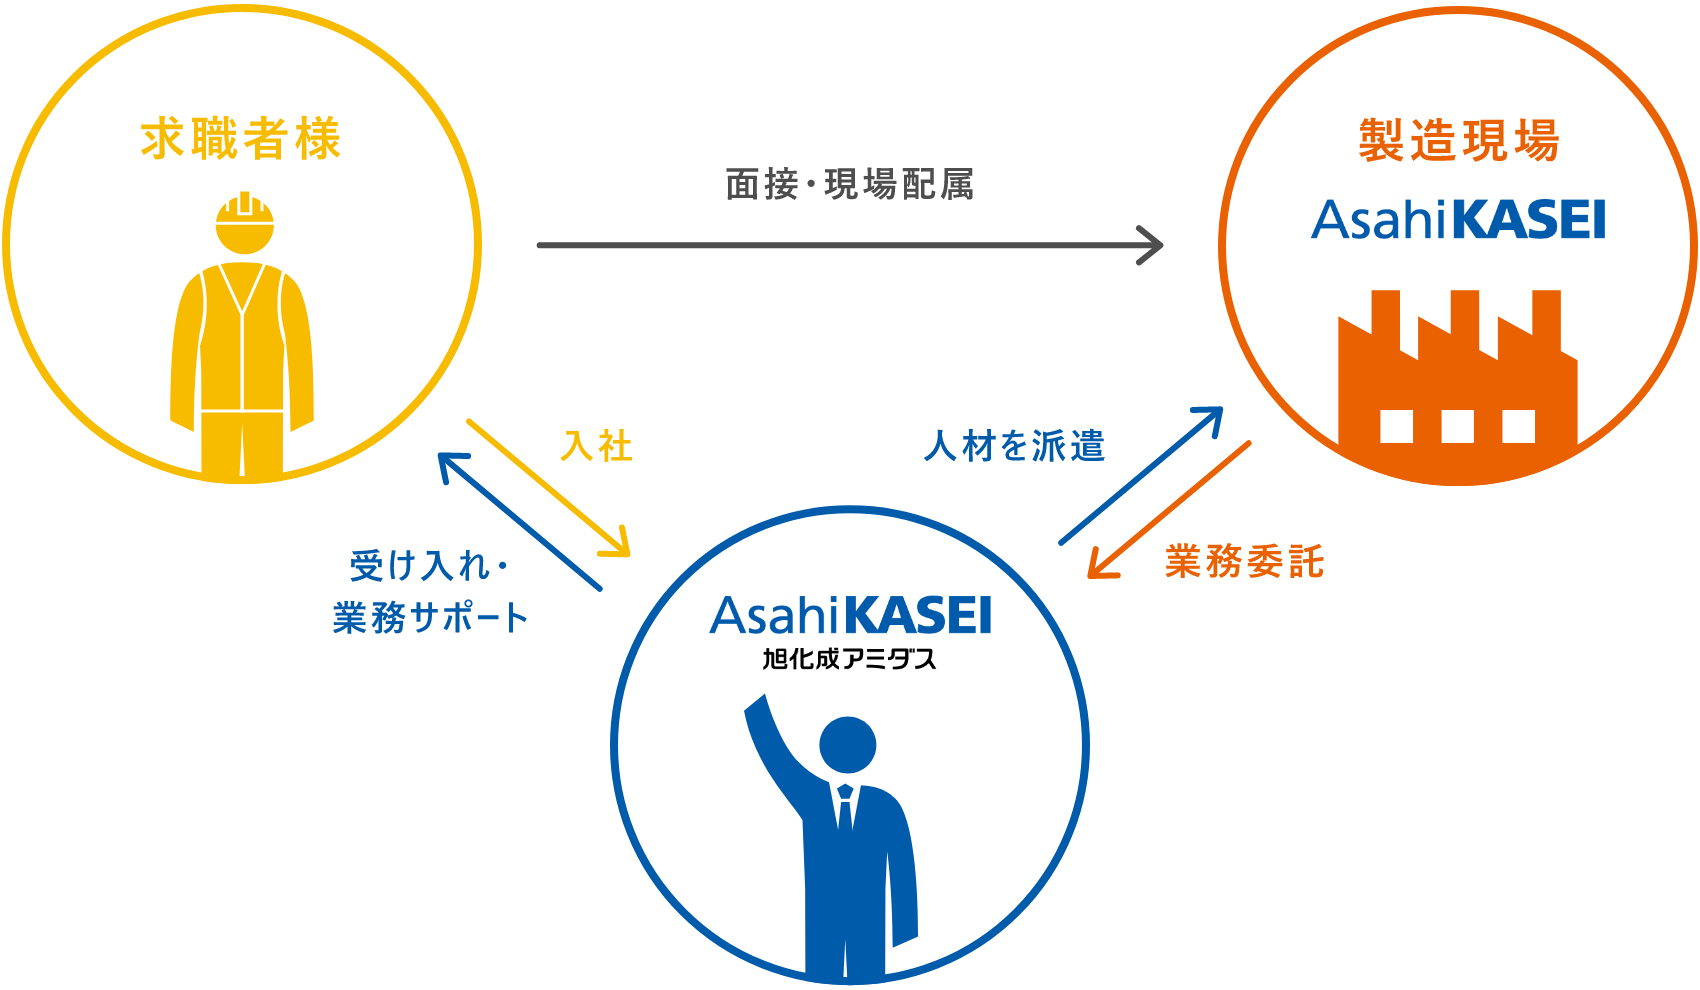 求職者様
製造現場
面接・現場配属
AsahiKASEI
入社
人材を派遣
受け入れ・
業務サポート
業務委託
AsahiKASEI
旭化成アミダス